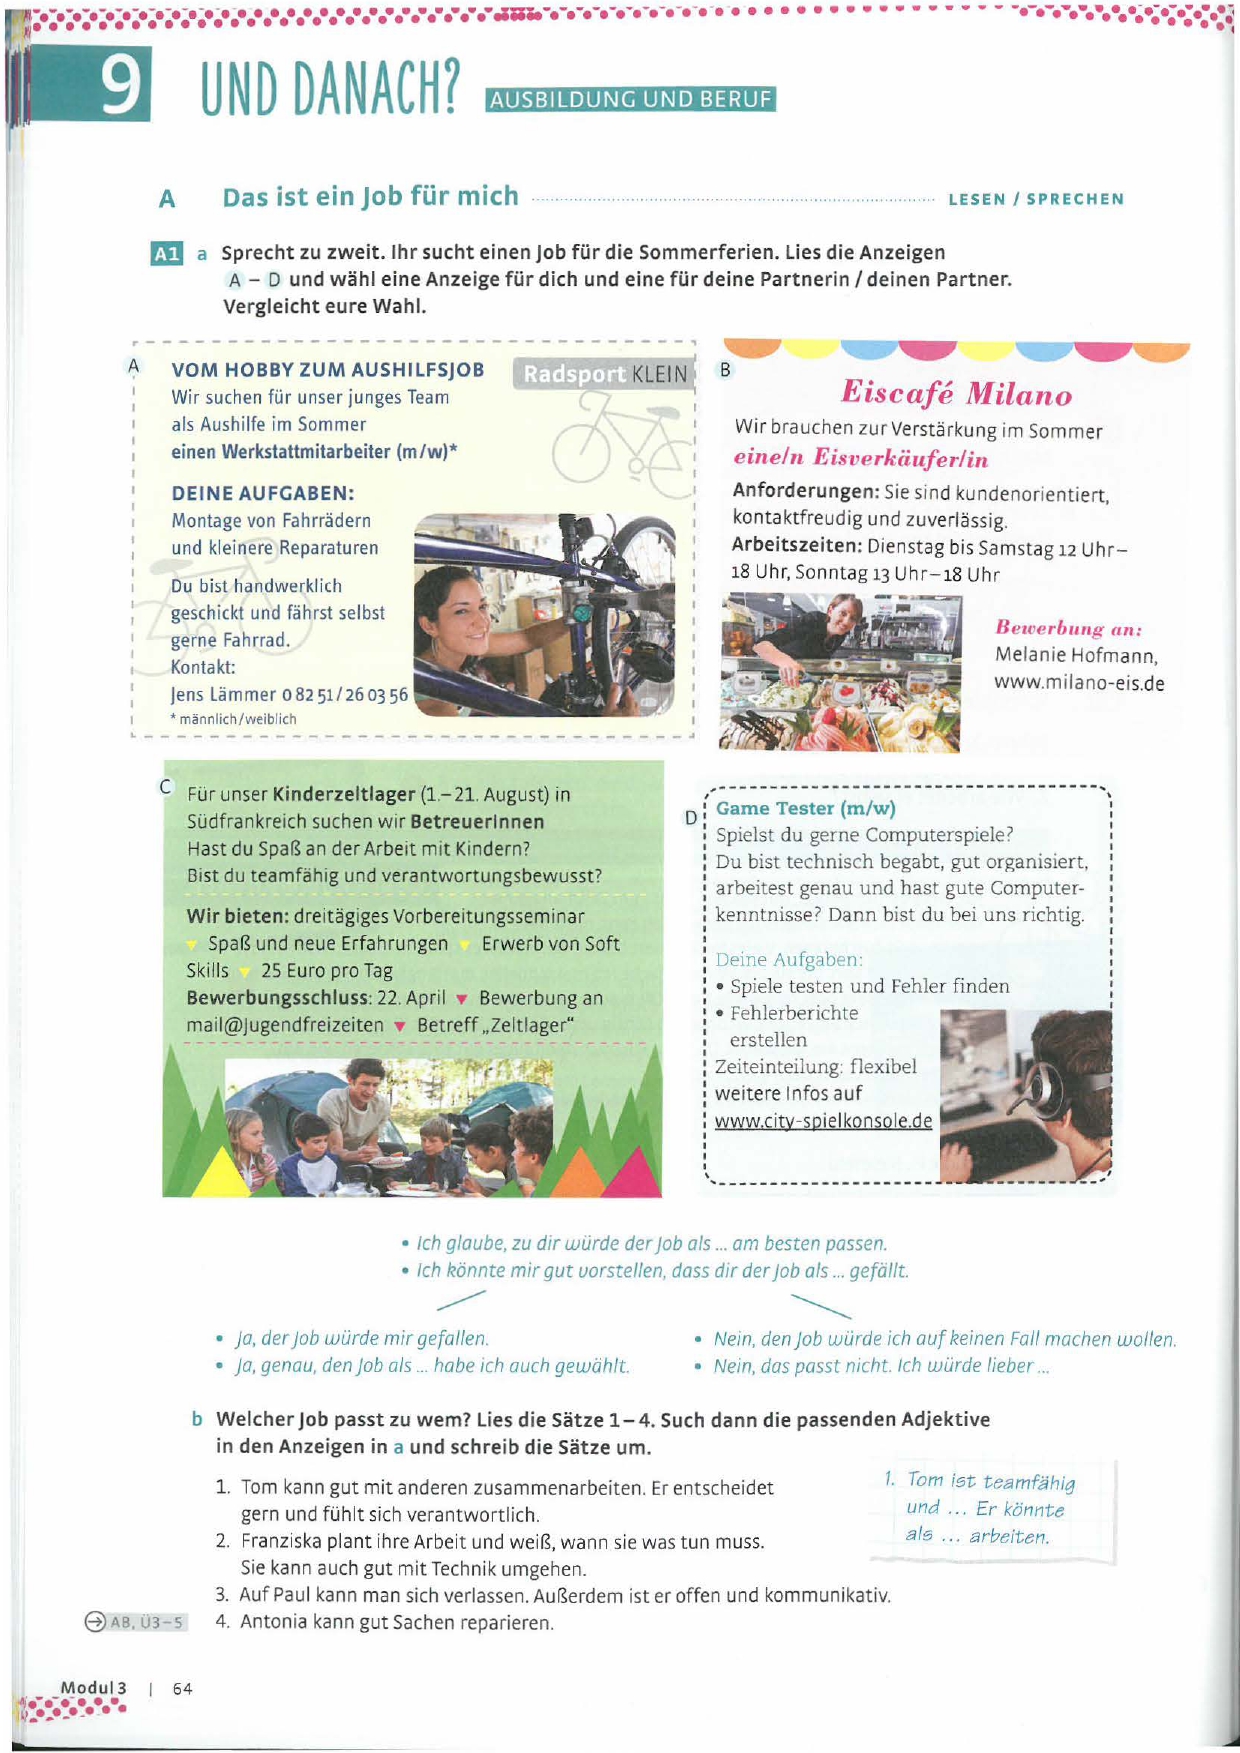 9 UND DANACH? AUSBILDUNG UND BERUF
A Das ist ein Job für mich LESEN / SPRECHEN
A1 a Sprecht zu zweit. Ihr sucht einen Job für die Sommerferien. Lies die Anzeigen
A – D und wähl eine Anzeige für dich und eine für deine Partnerin / deinen Partner.
Vergleicht eure Wahl.
A
VOM HOBBY ZUM AUSHILFSJOB
Radsport KLEIN
Wir suchen für unser junges Team
als Aushilfe im Sommer
einen Werkstattmitarbeiter (m/w)*
DEINE AUFGABEN:
Montage von Fahrrädern
und kleinere Reparaturen
Du bist handwerklich
geschickt und fährst selbst
gerne Fahrrad.
Kontakt:
Jens Lämmer 0 82 51/26 03 56
* männlich/weiblich
B
Eiscafé Milano
Wir brauchen zur Verstärkung im Sommer
eine/n Eisverkäufer/in
Anforderungen: Sie sind kundenorientiert,
kontaktfreudig und zuverlässig.
Arbeitszeiten: Dienstag bis Samstag 12 Uhr–
18 Uhr, Sonntag 13 Uhr–18 Uhr
Bewerbung an:
Melanie Hofmann,
www.milano-eis.de
C
Für unser Kinderzeltlager (1.–21. August) in
Südfrankreich suchen wir BetreuerInnen
Hast du Spaß an der Arbeit mit Kindern?
Bist du teamfähig und verantwortungsbewusst?
Wir bieten: dreitägiges Vorbereitungsseminar
▼ Spaß und neue Erfahrungen ▼ Erwerb von Soft
Skills ▼ 25 Euro pro Tag
Bewerbungsschluss: 22. April ▼ Bewerbung an
mail@jugendfreizeiten ▼ Betreff „Zeltlager“
D
Game Tester (m/w)
Spielst du gerne Computerspiele?
Du bist technisch begabt, gut organisiert,
arbeitest genau und hast gute Computer-
kenntnisse? Dann bist du bei uns richtig.
Deine Aufgaben:
• Spiele testen und Fehler finden
• Fehlerberichte
erstellen
Zeiteinteilung: flexibel
weitere Infos auf
www.city-spielkonsole.de
• Ich glaube, zu dir würde der Job als ... am besten passen.
• Ich könnte mir gut vorstellen, dass dir der Job als ... gefällt.
• Ja, der Job würde mir gefallen.
• Ja, genau, den Job als ... habe ich auch gewählt.
• Nein, den Job würde ich auf keinen Fall machen wollen.
• Nein, das passt nicht. Ich würde lieber ...
b Welcher Job passt zu wem? Lies die Sätze 1–4. Such dann die passenden Adjektive
in den Anzeigen in a und schreib die Sätze um.
1. Tom kann gut mit anderen zusammenarbeiten. Er entscheidet
gern und fühlt sich verantwortlich.
2. Franziska plant ihre Arbeit und weiß, wann sie was tun muss.
Sie kann auch gut mit Technik umgehen.
3. Auf Paul kann man sich verlassen. Außerdem ist er offen und kommunikativ.
4. Antonia kann gut Sachen reparieren.
1. Tom ist teamfähig
und ... Er könnte
als ... arbeiten.
AB, Ü3–5
Modul 3 | 64